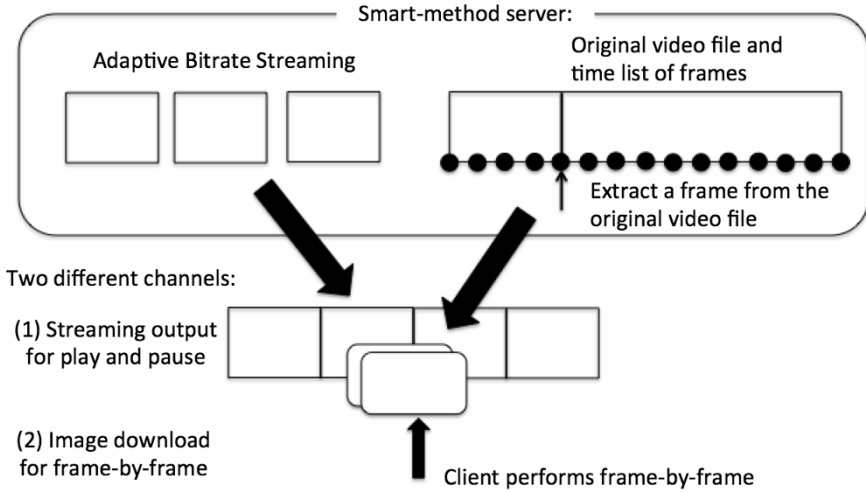 Smart-method server:
Adaptive Bitrate Streaming
Original video file and
time list of frames
Extract a frame from the
original video file
Two different channels:
(1) Streaming output
for play and pause
(2) Image download
for frame-by-frame
Client performs frame-by-frame